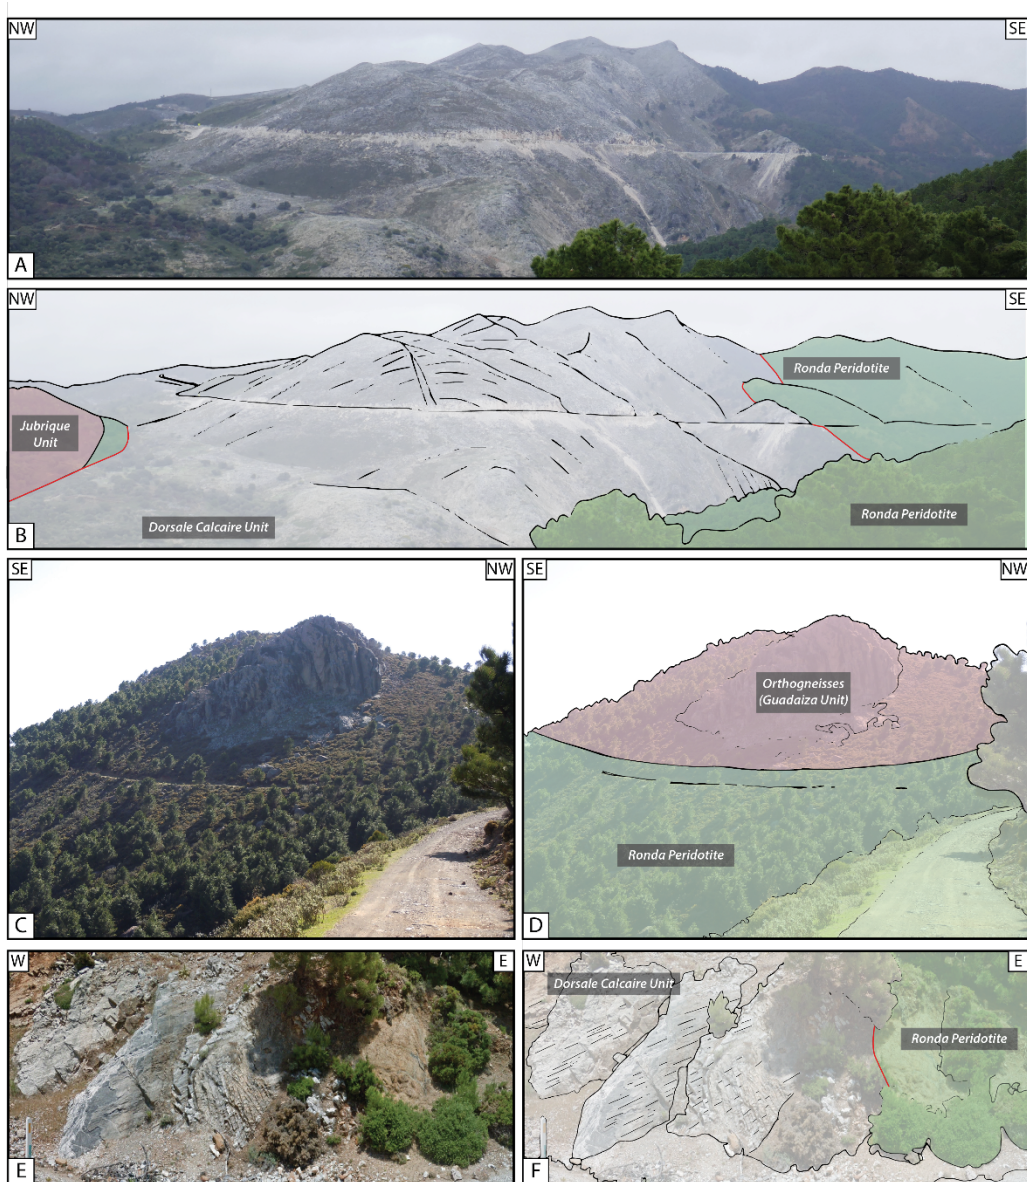 NW
SE
A
NW
SE
Ronda Peridotite
Jubrique
Unit
Dorsale Calcaire Unit
Ronda Peridotite
B
SE
NW
C
SE
NW
Orthogneisses
(Guadaiza Unit)
Ronda Peridotite
D
W
E
E
W
E
Dorsale Calcaire Unit
Ronda Peridotite
F